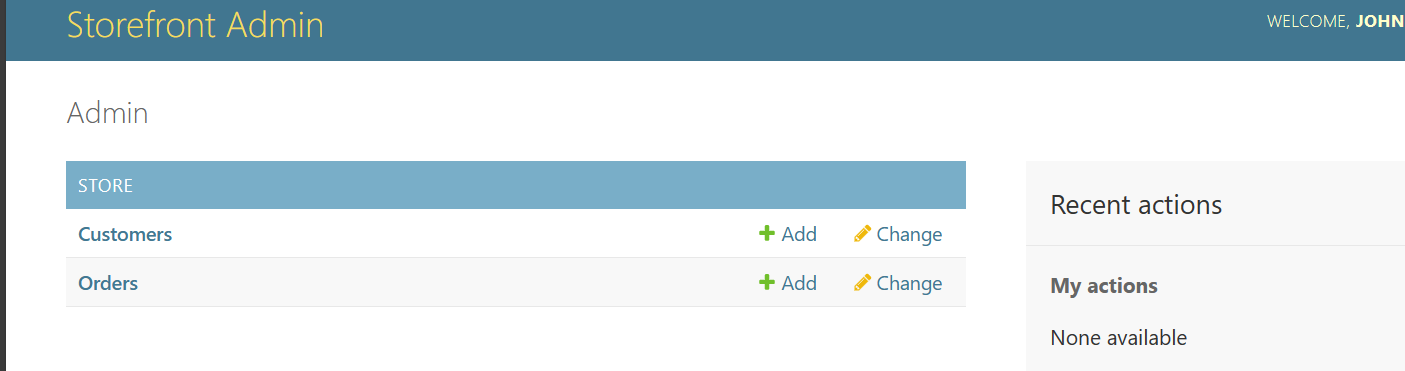 Storefront Admin
WELCOME, JOHN
Admin
STORE
Customers Add Change
Orders Add Change
Recent actions
My actions
None available